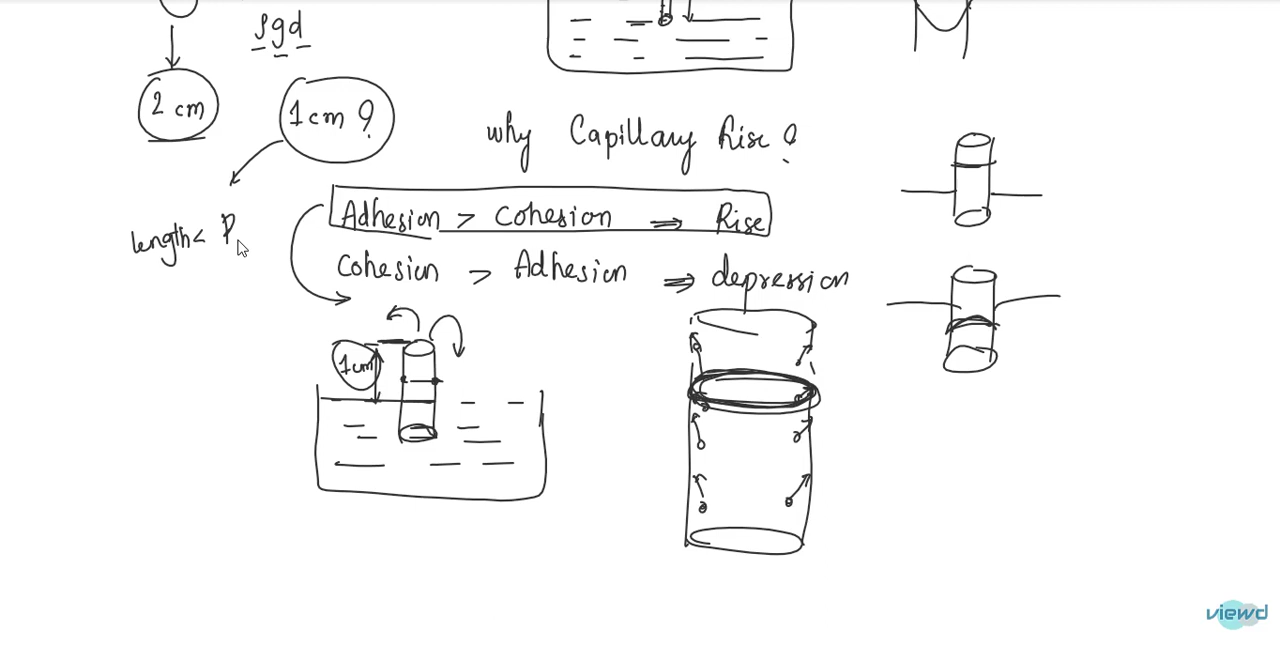 ρgd
2 cm
1 cm ?
why Capillary Rise ?
Adhesion > Cohesion ⇒ Rise
length < P
Cohesion > Adhesion ⇒ depression
1cm
viewd